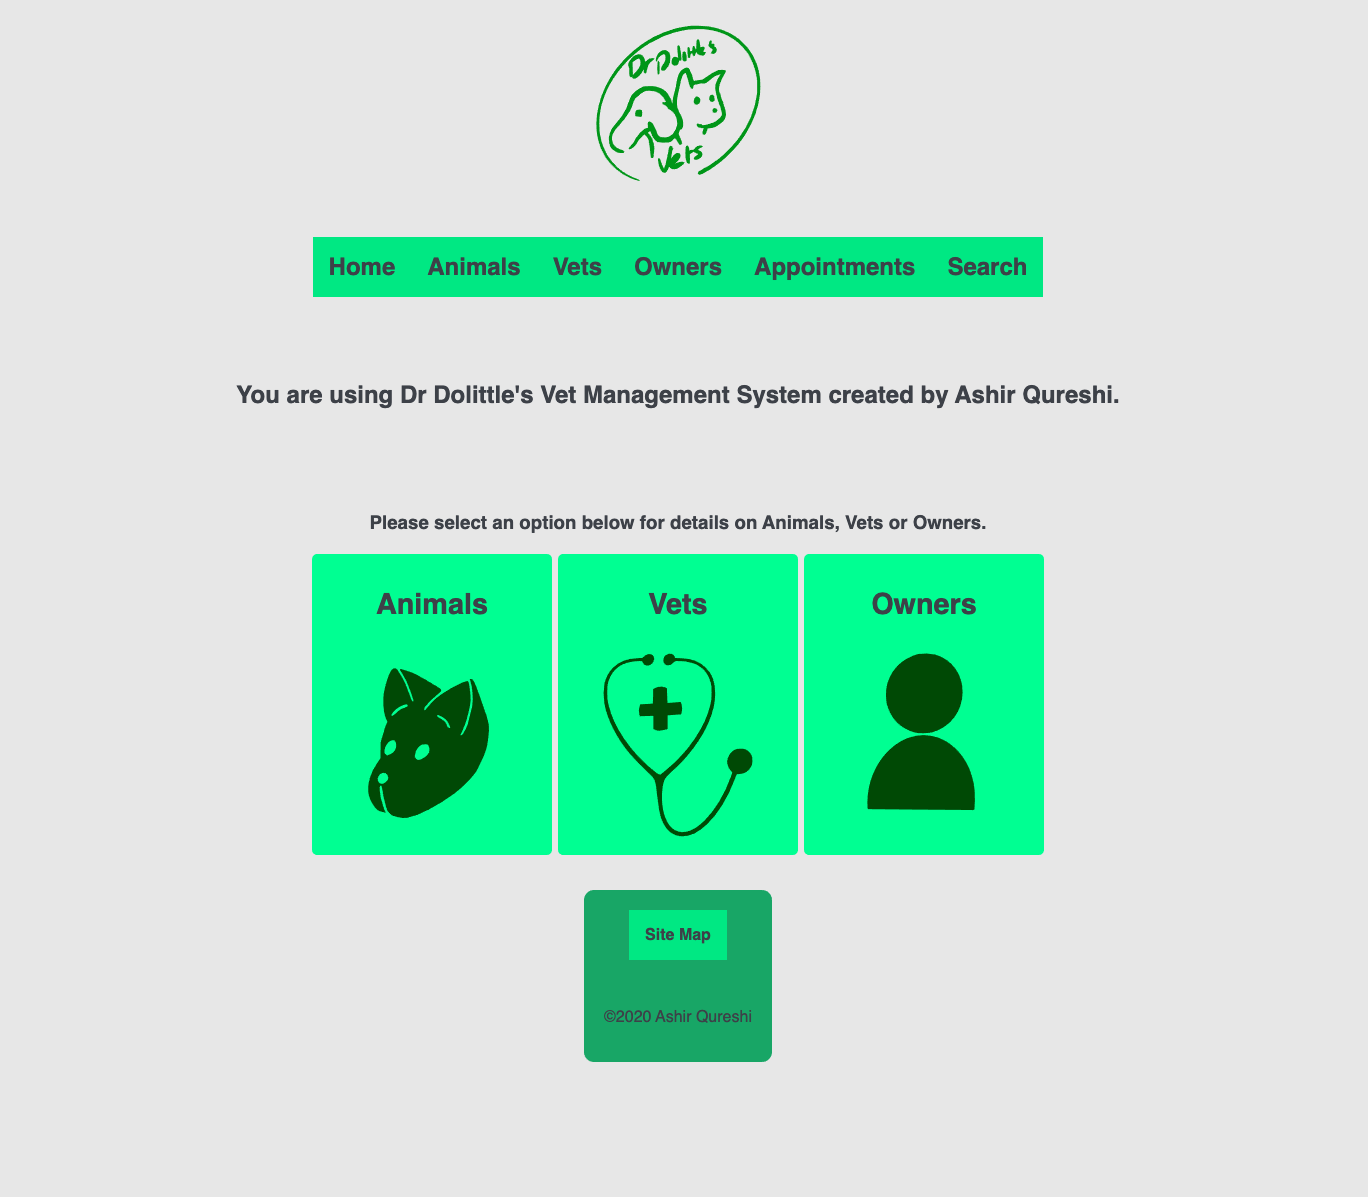 Dr Dolittle's
Vets
Home Animals Vets Owners Appointments Search
You are using Dr Dolittle's Vet Management System created by Ashir Qureshi.
Please select an option below for details on Animals, Vets or Owners.
Animals Vets Owners
Site Map
©2020 Ashir Qureshi